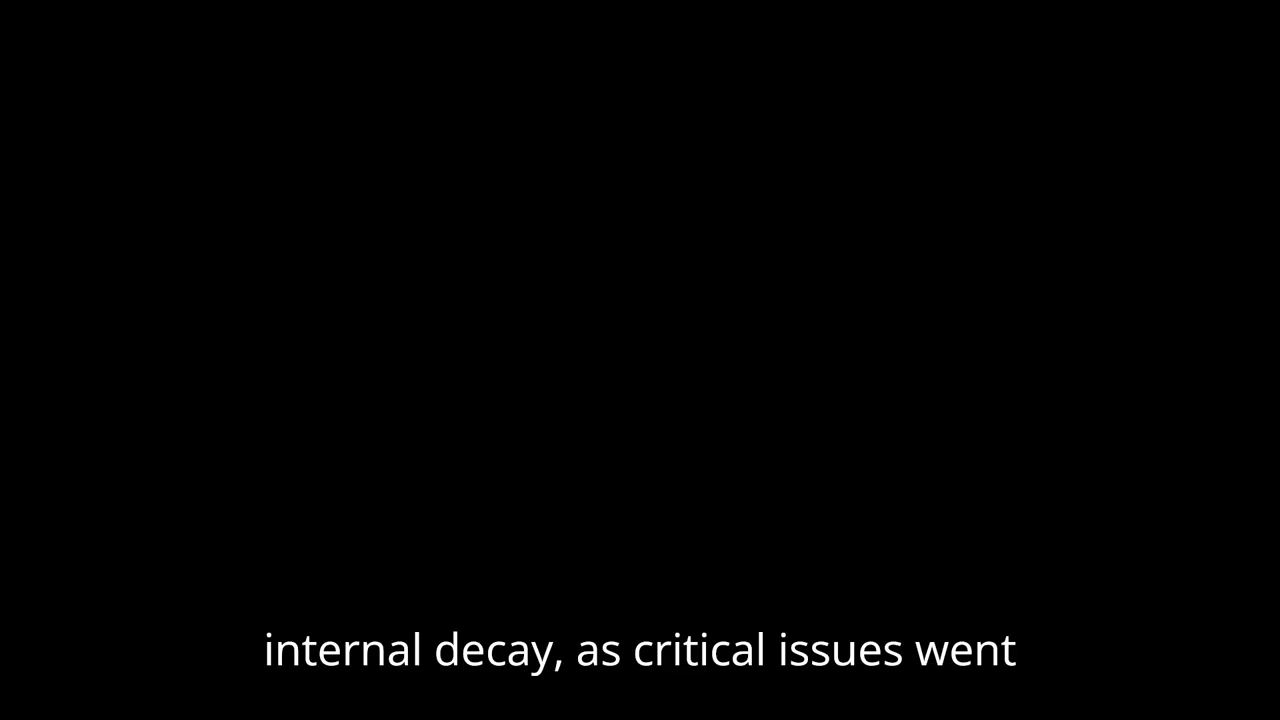 internal decay, as critical issues went